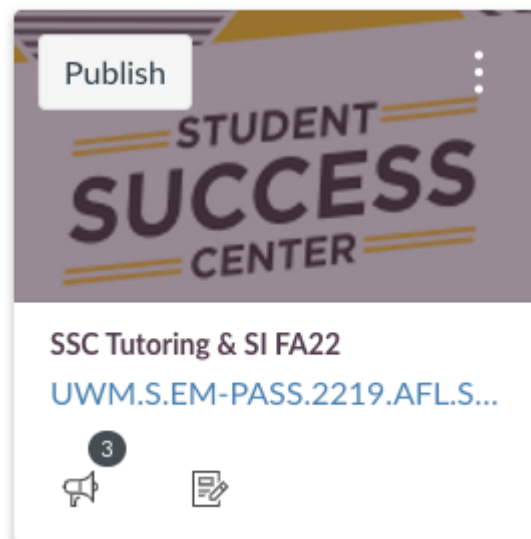 Publish
STUDENT
SUCCESS
CENTER
SSC Tutoring & SI FA22
UWM.S.EM-PASS.2219.AFL.S...
3